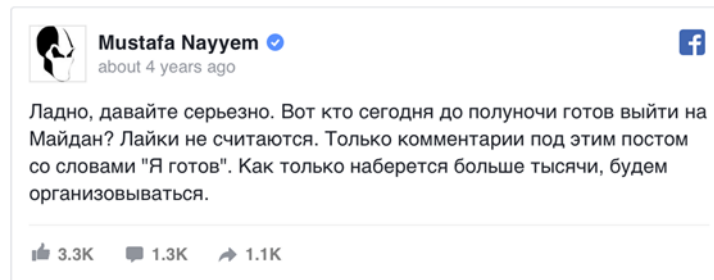 Mustafa Nayyem
about 4 years ago
Ладно, давайте серьезно. Вот кто сегодня до полуночи готов выйти на
Майдан? Лайки не считаются. Только комментарии под этим постом
со словами "Я готов". Как только наберется больше тысячи, будем
организовываться.
3.3K 1.3K 1.1K